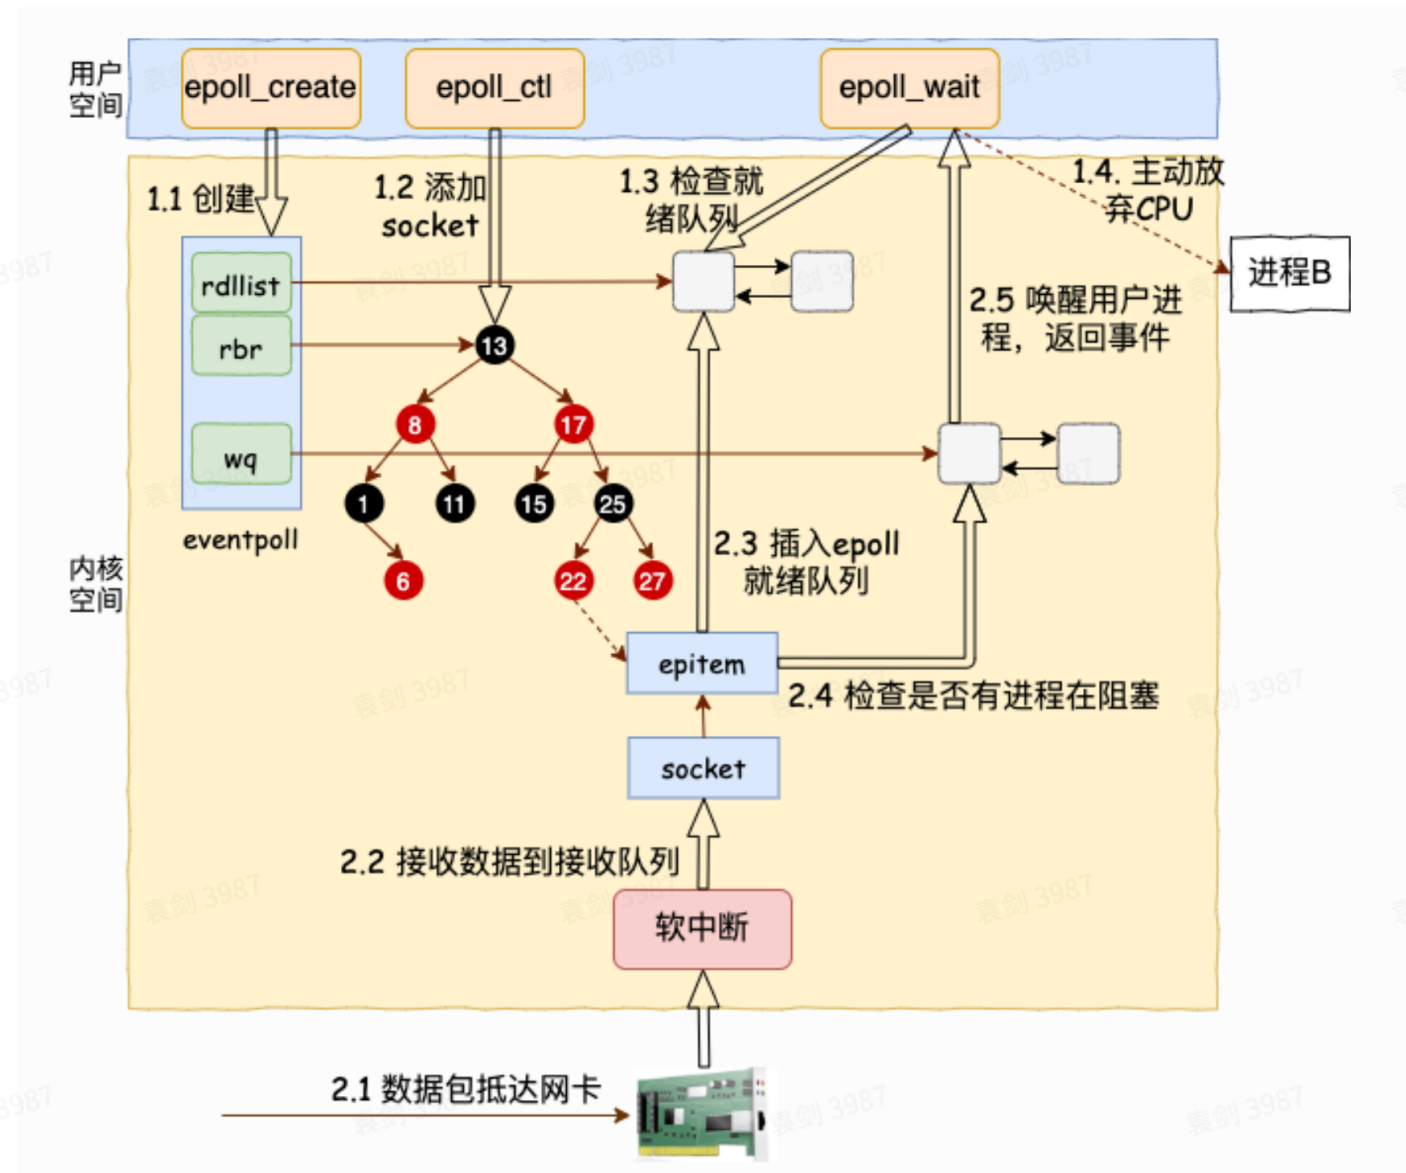 用户
空间
epoll_create
epoll_ctl
epoll_wait
1.1 创建
1.2 添加
socket
1.3 检查就
绪队列
1.4. 主动放
弃CPU
进程B
rdllist
rbr
wq
eventpoll
13
8
17
1
11
15
25
6
22
27
2.5 唤醒用户进
程，返回事件
内核
空间
2.3 插入epoll
就绪队列
epitem
2.4 检查是否有进程在阻塞
socket
2.2 接收数据到接收队列
软中断
2.1 数据包抵达网卡
袁剑 3987